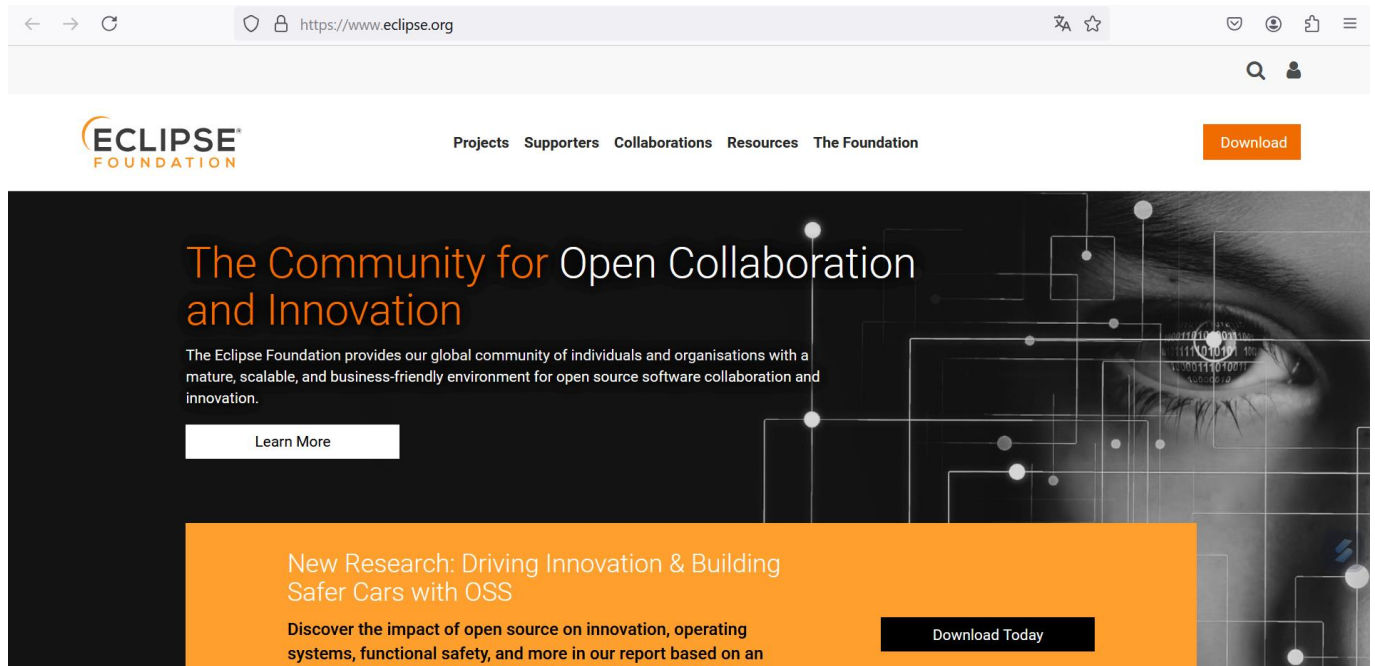 https://www.eclipse.org
ECLIPSE®
FOUNDATION
Projects Supporters Collaborations Resources The Foundation
Download
The Community for Open Collaboration
and Innovation
The Eclipse Foundation provides our global community of individuals and organisations with a
mature, scalable, and business-friendly environment for open source software collaboration and
innovation.
Learn More
New Research: Driving Innovation & Building
Safer Cars with OSS
Discover the impact of open source on innovation, operating
systems, functional safety, and more in our report based on an
Download Today